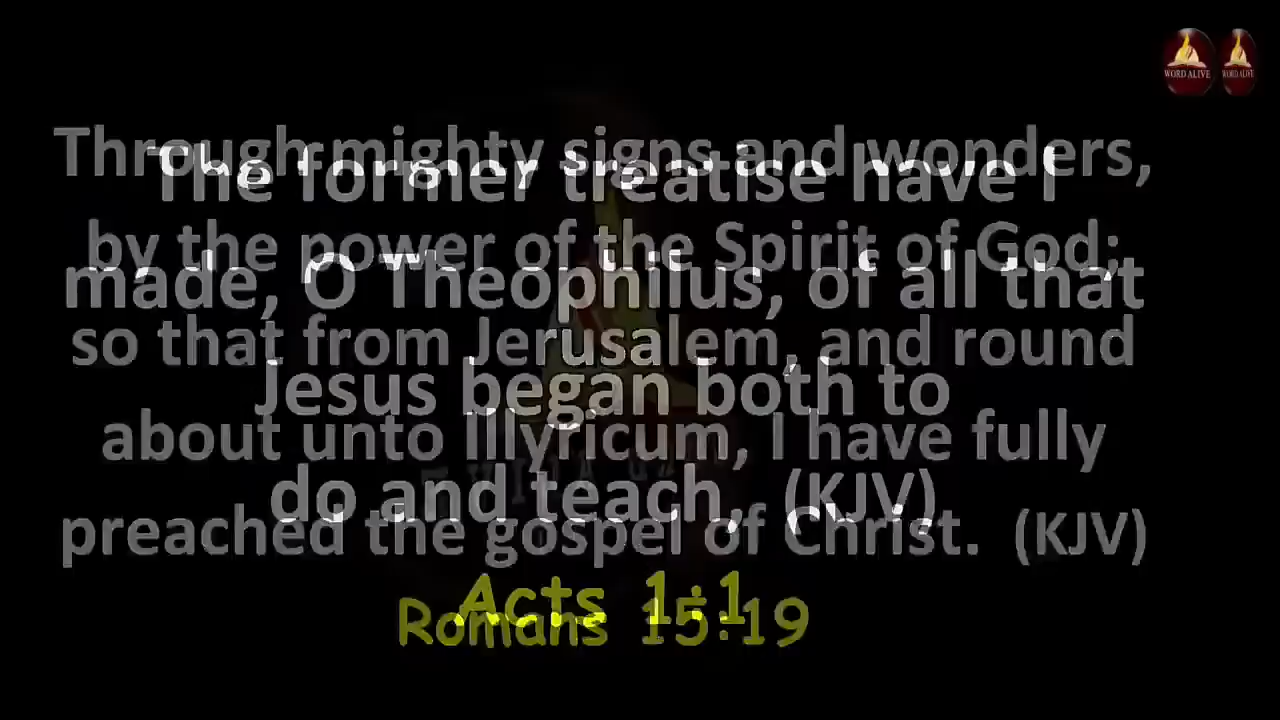 WORD ALIVE WORD ALIVE
Through mighty signs and wonders,
by the power of the Spirit of God;
so that from Jerusalem, and round
about unto Illyricum, I have fully
preached the gospel of Christ. (KJV)
Romans 15:19
The former treatise have I
made, O Theophilus, of all that
Jesus began both to
do and teach, (KJV)
Acts 1:1